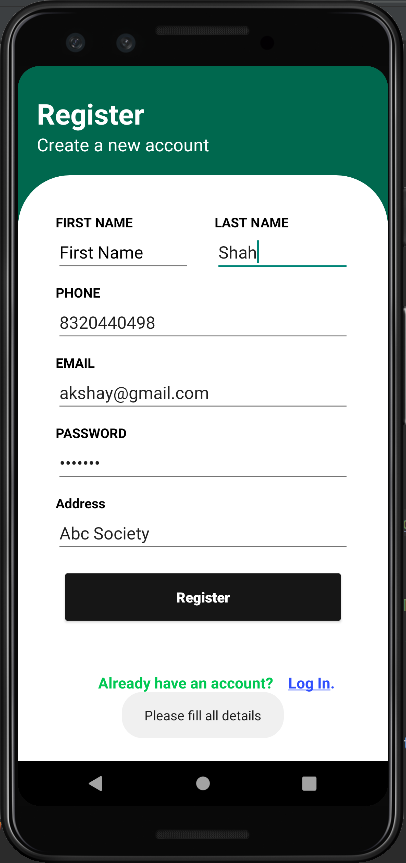 Register
Create a new account
FIRST NAME LAST NAME
First Name Shah
PHONE
8320440498
EMAIL
akshay@gmail.com
PASSWORD
•••••••
Address
Abc Society
Register
Already have an account? Log In.
Please fill all details